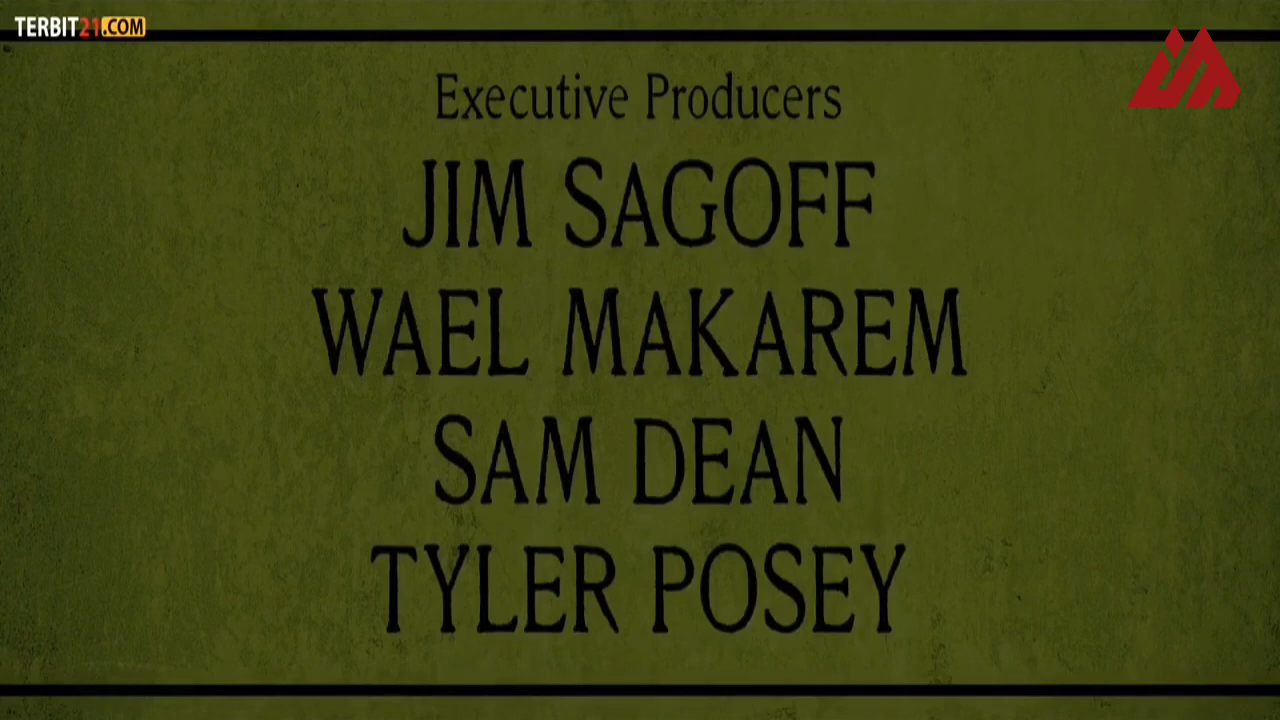 TERBIT21.COM
Executive Producers
JIM SAGOFF
WAEL MAKAREM
SAM DEAN
TYLER POSEY